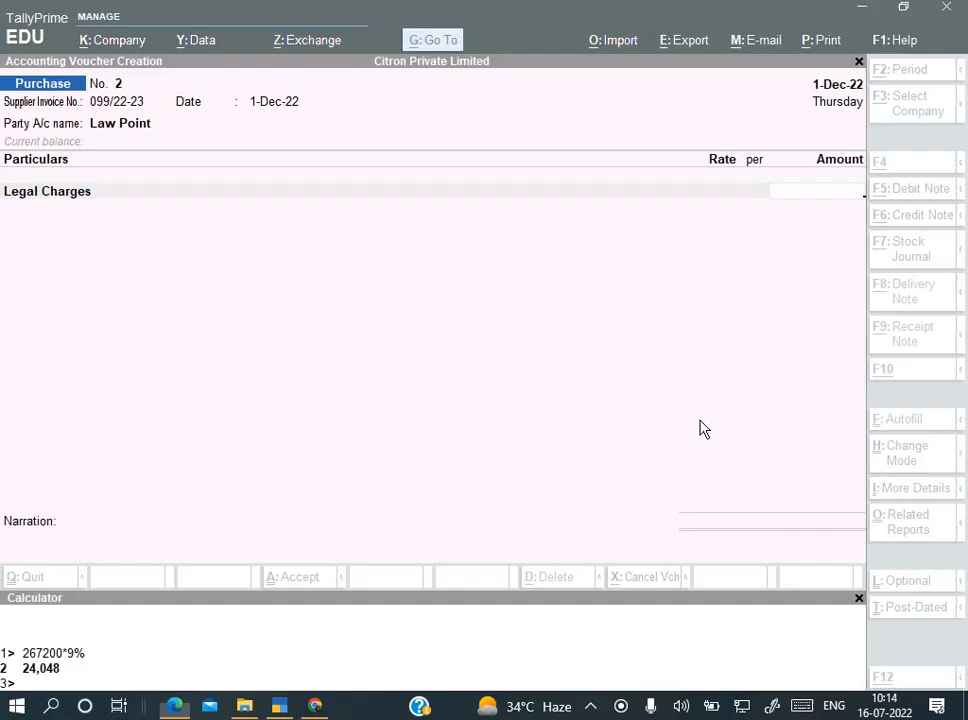 TallyPrime MANAGE
EDU
K: Company Y: Data Z: Exchange G: Go To O: Import E: Export M: E-mail P: Print F1: Help
Accounting Voucher Creation Citron Private Limited
Purchase No. 2 1-Dec-22
Supplier Invoice No.: 099/22-23 Date : 1-Dec-22 Thursday
Party A/c name: Law Point
Current balance:
Particulars Rate per Amount
Legal Charges
Narration:
Q: Quit A: Accept D: Delete X: Cancel Vch
F2: Period
F3: Select
Company
F4
F5: Debit Note
F6: Credit Note
F7: Stock
Journal
F8: Delivery
Note
F9: Receipt
Note
F10
F: Autofill
H: Change
Mode
I: More Details
O: Related
Reports
L: Optional
T: Post-Dated
F12
Calculator
1> 267200*9%
2 24,048
3>
34°C Haze ENG 10:14
16-07-2022